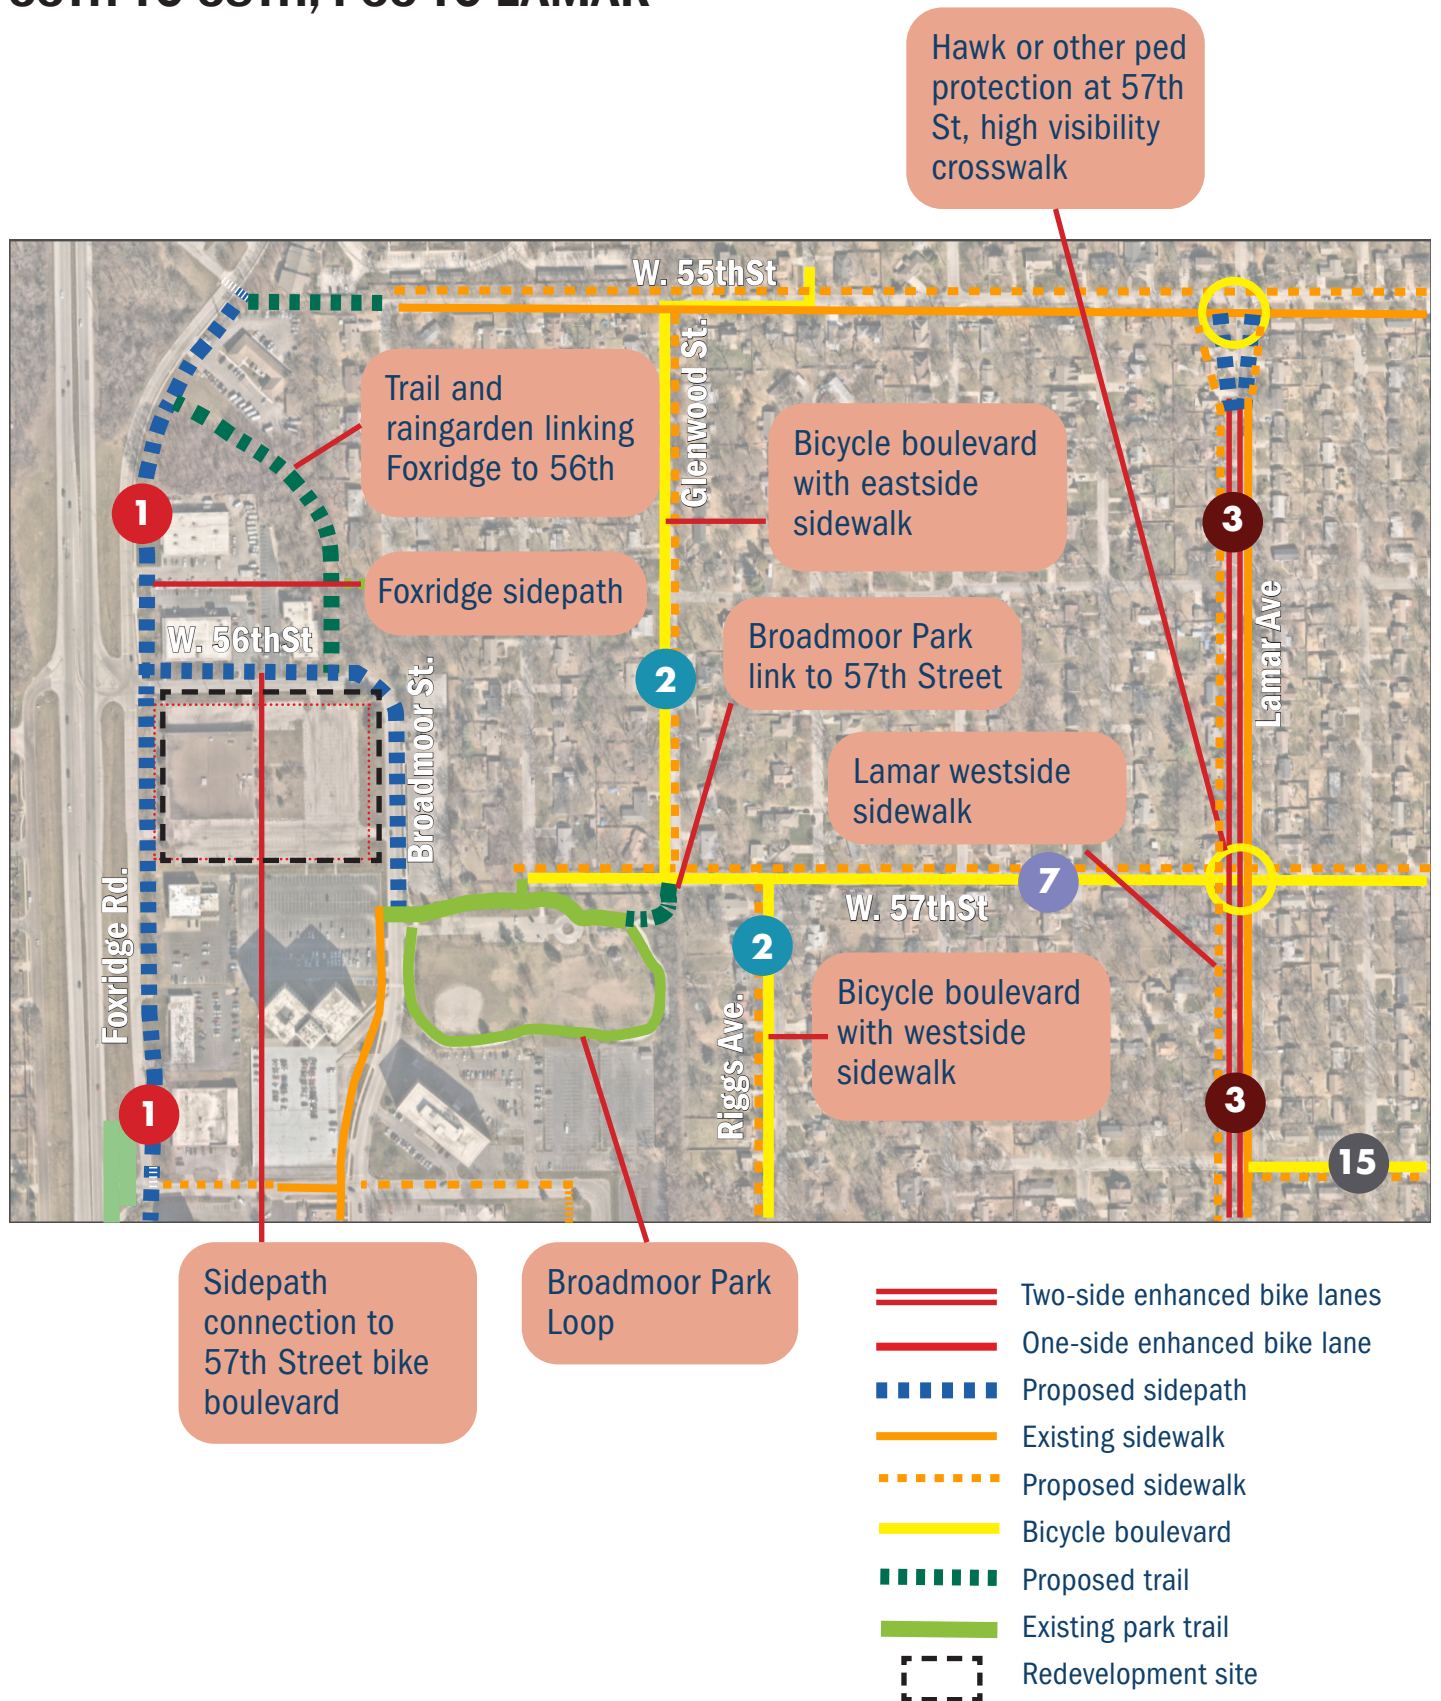 Hawk or other ped
protection at 57th
St, high visibility
crosswalk
W. 55thSt
Trail and
raingarden linking
Foxridge to 56th
Glenwood St.
Bicycle boulevard
with eastside
sidewalk
1
3
Foxridge sidepath
Lamar Ave
W. 56thSt
Broadmoor St.
2
Broadmoor Park
link to 57th Street
Lamar westside
sidewalk
7
W. 57thSt
Foxridge Rd.
2
Riggs Ave.
Bicycle boulevard
with westside
sidewalk
1
3
15
Sidepath
connection to
57th Street bike
boulevard
Broadmoor Park
Loop
Two-side enhanced bike lanes
One-side enhanced bike lane
Proposed sidepath
Existing sidewalk
Proposed sidewalk
Bicycle boulevard
Proposed trail
Existing park trail
Redevelopment site